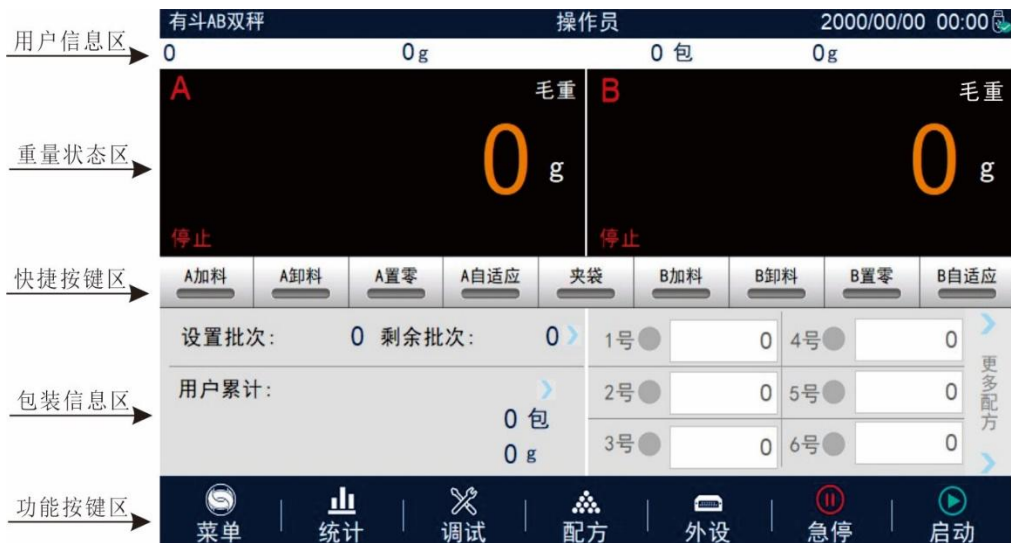 有斗AB双秤 操作员 2000/00/00 00:00
用户信息区
0 0g 0 包 0g
A 毛重 B 毛重
重量状态区 0 g 0 g
停止 停止
快捷按键区 A加料 A卸料 A置零 A自适应 夹袋 B加料 B卸料 B置零 B自适应
设置批次: 0 剩余批次: 0 1号 0 4号 0
用户累计: 2号 0 5号 0 更多配方
包装信息区 0 包
0 g 3号 0 6号 0
功能按键区
菜单 统计 调试 配方 外设 急停 启动